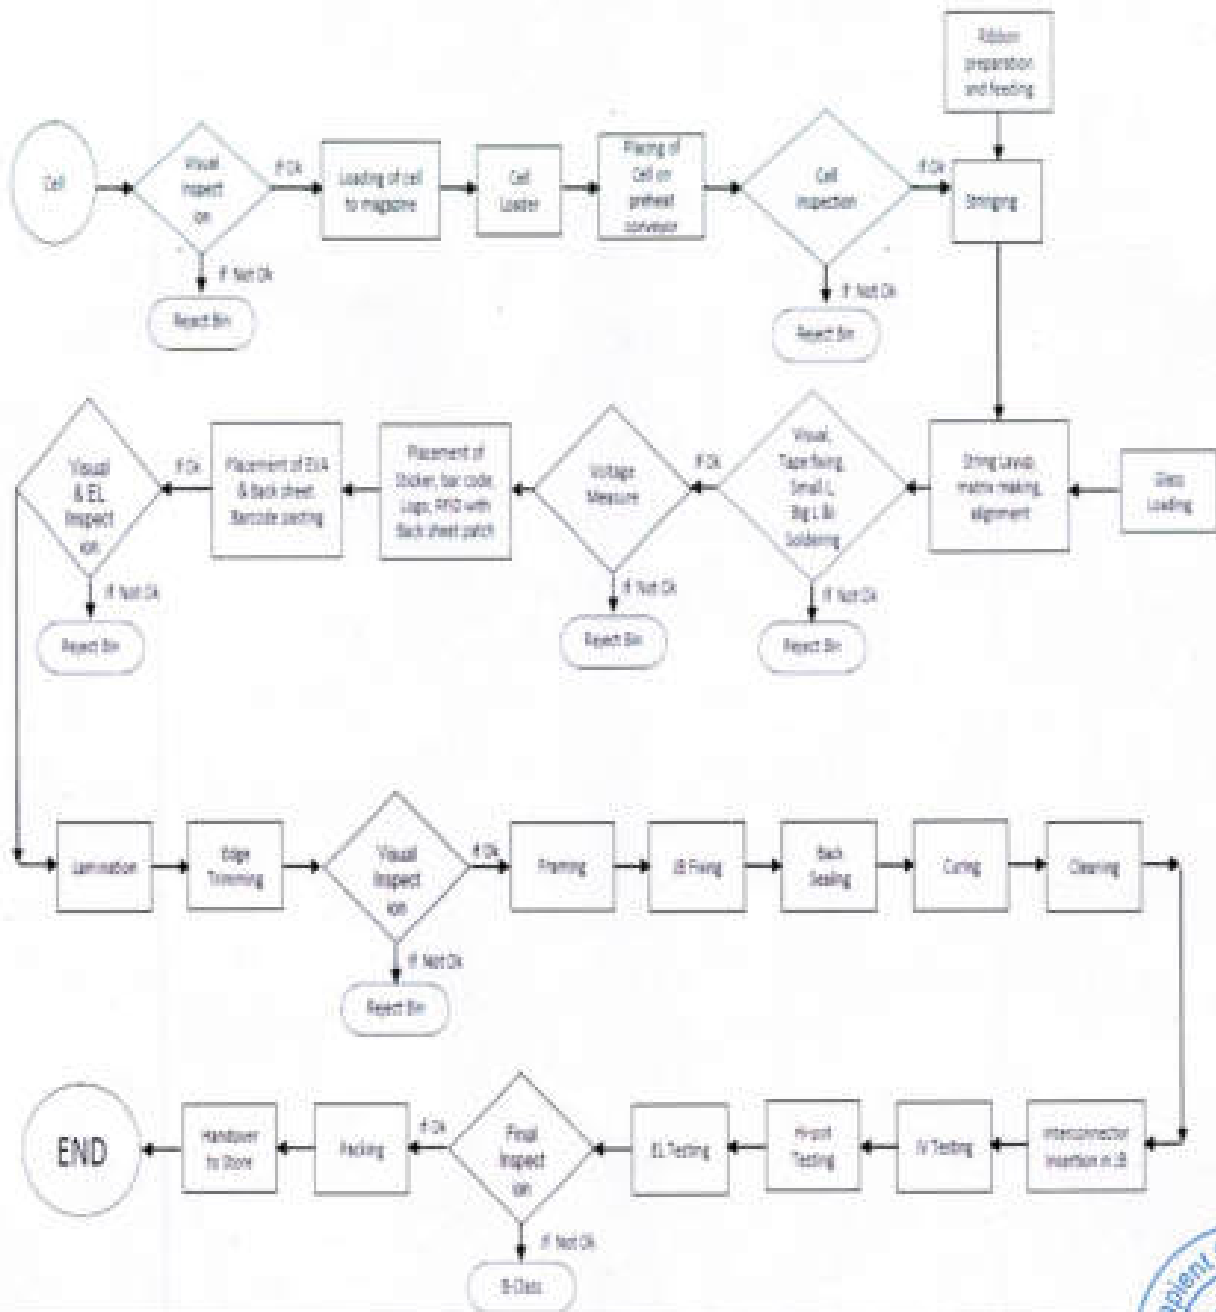 Ribbon
preparation
and feeding
Cell
Visual
Inspect
ion
If Ok
Loading of cell
to magazine
Cell
Loader
Placing of
Cell on
preheat
conveyor
Cell
Inspection
If Ok
Stringing
If Not Ok
Reject Bin
If Not Ok
Reject Bin
Visual
& EL
Inspect
ion
If Ok
Placement of EVA
& Back sheet
Barcode pasting
Placement of
Sticker, bar code,
Logo, RFID with
Back sheet patch
Voltage
Measure
If Ok
Visual,
Tape fixing,
Small L,
Big L
Soldering
String Layup,
matrix making,
alignment
Glass
Loading
If Not Ok
Reject Bin
If Not Ok
Reject Bin
If Not Ok
Reject Bin
Lamination
Edge
Trimming
Visual
Inspect
ion
If Ok
Framing
JB Fixing
Back
Sealing
Curing
Cleaning
If Not Ok
Reject Bin
END
Handover
to Store
Packing
If Ok
Final
Inspect
ion
EL Testing
Hi-pot
Testing
IV Testing
Interconnector
insertion in JB
If Not Ok
B-Class